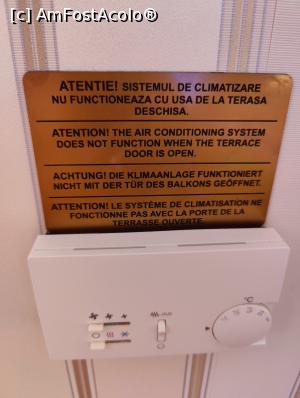 [c] AmFostAcolo®
ATENTIE! SISTEMUL DE CLIMATIZARE
NU FUNCTIONEAZA CU USA DE LA TERASA
DESCHISA.
ATENTION! THE AIR CONDITIONING SYSTEM
DOES NOT FUNCTION WHEN THE TERRACE
DOOR IS OPEN.
ACHTUNG! DIE KLIMAANLAGE FUNKTIONIERT
NICHT MIT DER TÜR DES BALKONS GEÖFFNET.
ATTENTION! LE SYSTÈME DE CLIMATISATION NE
FONCTIONNE PAS AVEC LA PORTE DE LA
TERRASSE OUVERTE.
°C